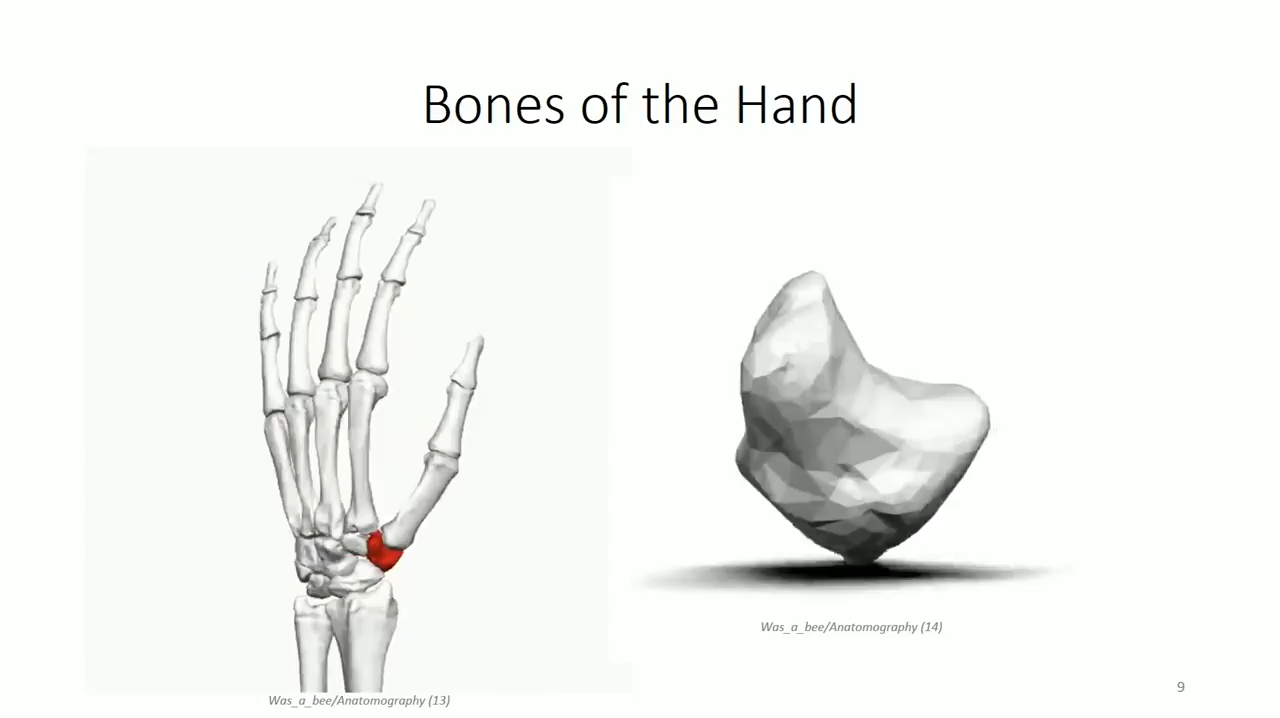 Bones of the Hand
Was_a_bee/Anatomography (14)
9
Was_a_bee/Anatomography (13)